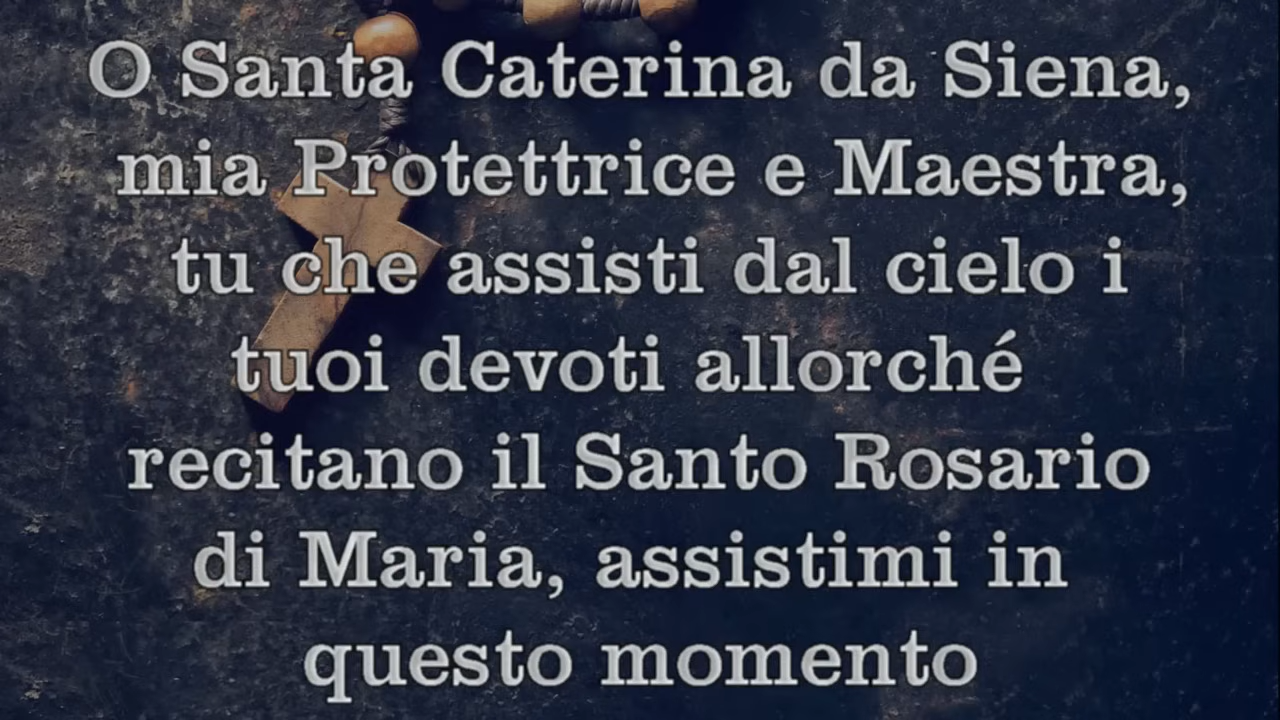 O Santa Caterina da Siena,
mia Protettrice e Maestra,
tu che assisti dal cielo i
tuoi devoti allorché
recitano il Santo Rosario
di Maria, assistimi in
questo momento